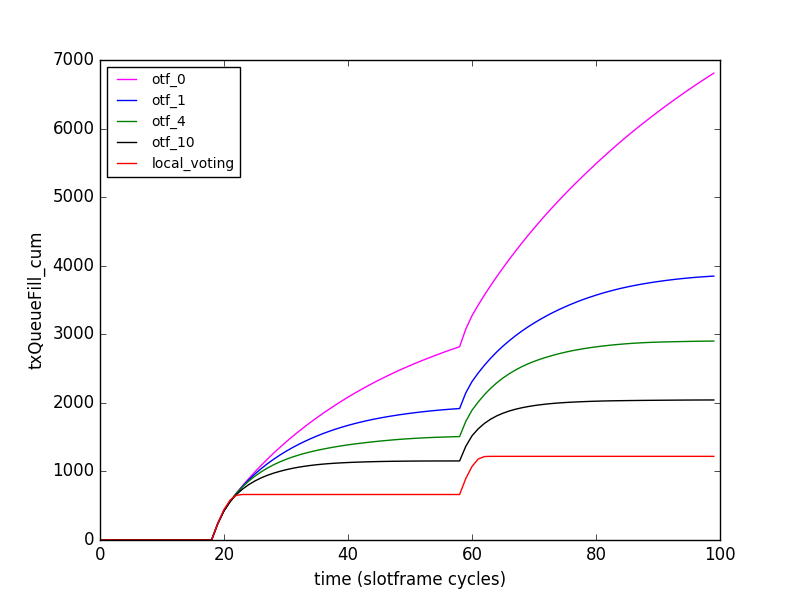 7000
6000
5000
4000
3000
2000
1000
0
txQueueFill_cum
otf_0
otf_1
otf_4
otf_10
local_voting
0 20 40 60 80 100
time (slotframe cycles)